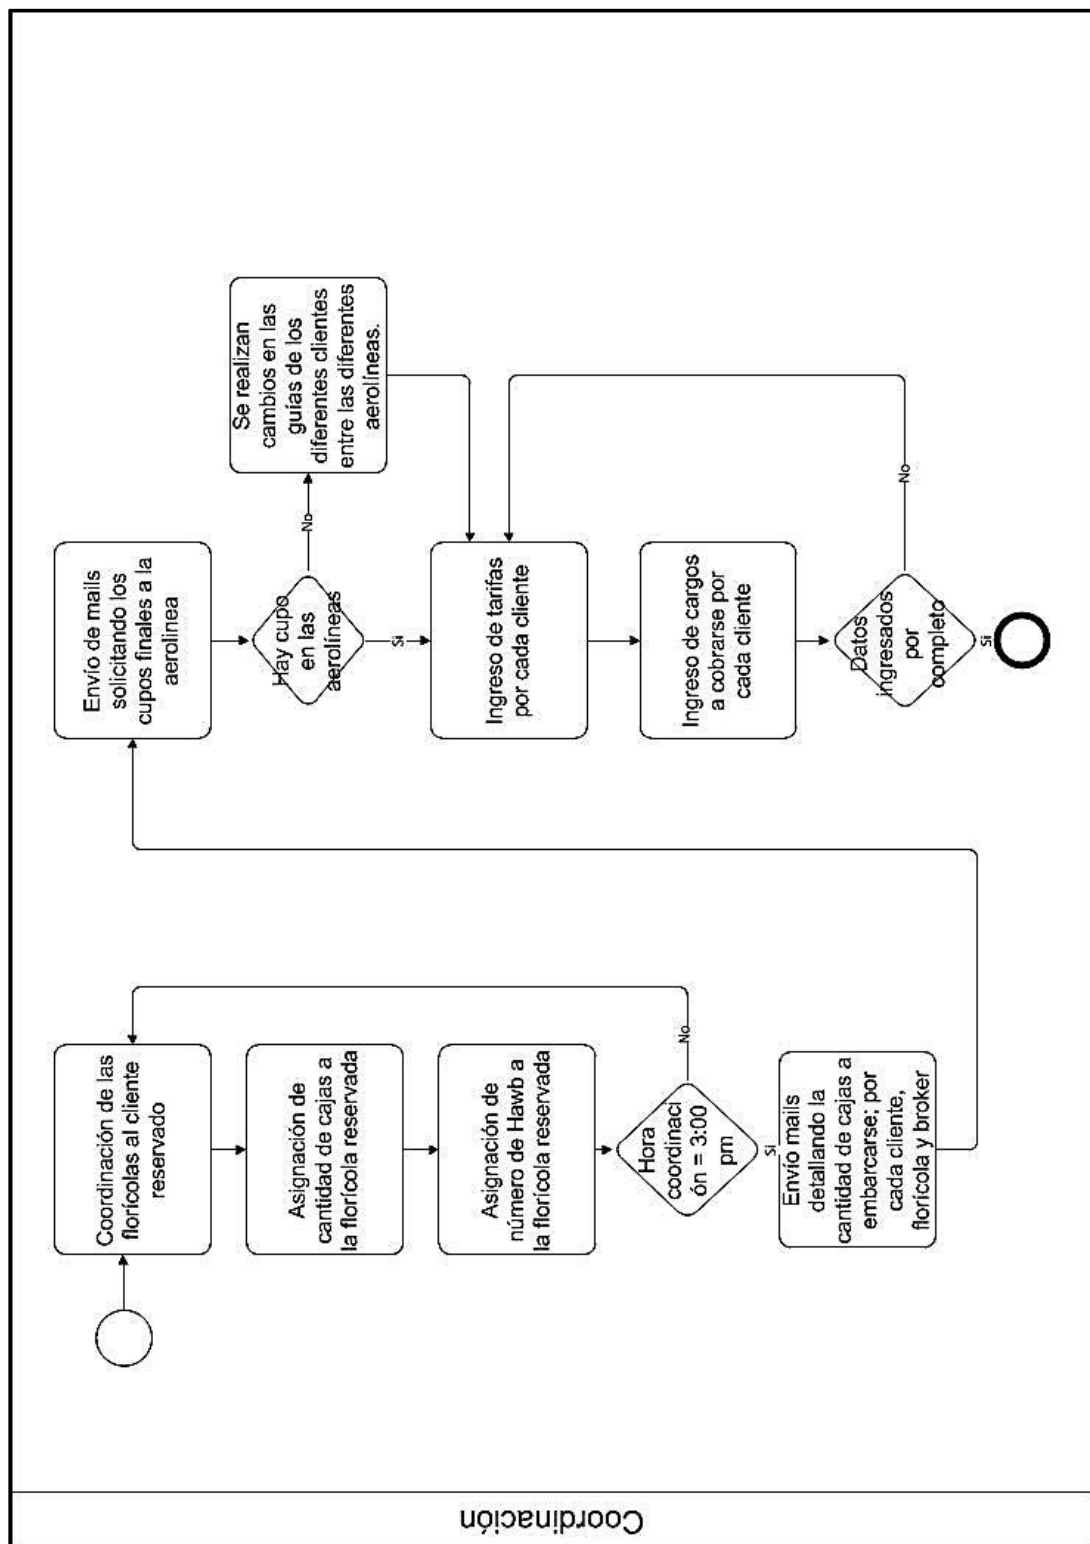 Coordinación
Coordinación de las
florícolas al cliente
reservado
Asignación de
cantidad de cajas a
la florícola reservada
Asignación de
número de Hawb a
la florícola reservada
Hora
coordinaci
ón = 3:00
pm
No
Si
Envío mails
detallando la
cantidad de cajas a
embarcarse; por
cada cliente,
florícola y broker
Envío de mails
solicitando los
cupos finales a la
aerolinea
Hay cupo
en las
aerolíneas
No
Si
Se realizan
cambios en las
guías de los
diferentes clientes
entre las diferentes
aerolíneas.
Ingreso de tarifas
por cada cliente
Ingreso de cargos
a cobrarse por
cada cliente
Datos
ingresados
por
completo
No
Si